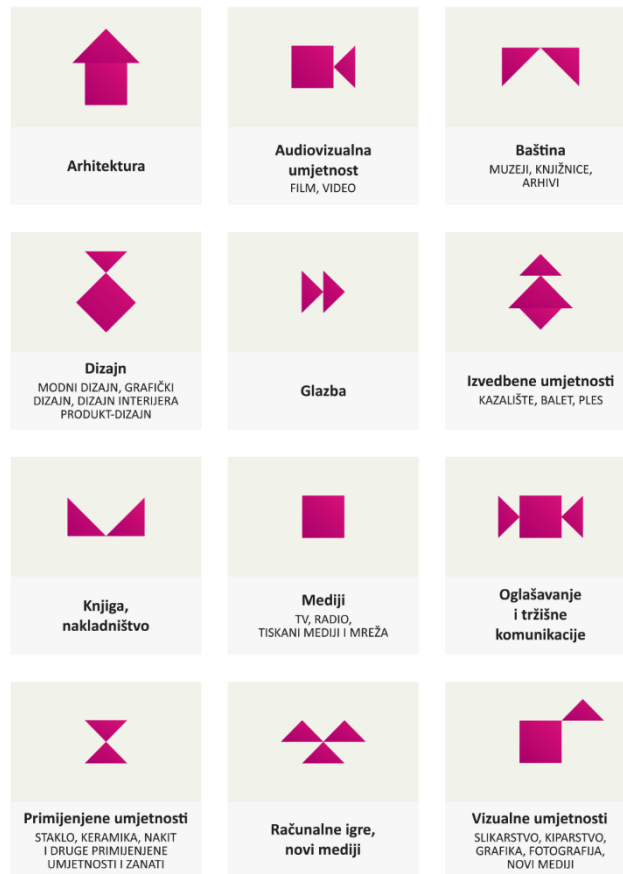 Arhitektura
Audiovizualna
umjetnost
FILM, VIDEO
Baština
MUZEJI, KNJIŽNICE,
ARHIVI
Dizajn
MODNI DIZAJN, GRAFIČKI
DIZAJN, DIZAJN INTERIJERA
PRODUKT-DIZAJN
Glazba
Izvedbene umjetnosti
KAZALIŠTE, BALET, PLES
Knjiga,
nakladništvo
Mediji
TV, RADIO,
TISKANI MEDIJI I MREŽA
Oglašavanje
i tržišne
komunikacije
Primijenjene umjetnosti
STAKLO, KERAMIKA, NAKIT
I DRUGE PRIMIJENJENE
UMJETNOSTI I ZANATI
Računalne igre,
novi mediji
Vizualne umjetnosti
SLIKARSTVO, KIPARSTVO,
GRAFIKA, FOTOGRAFIJA,
NOVI MEDIJI